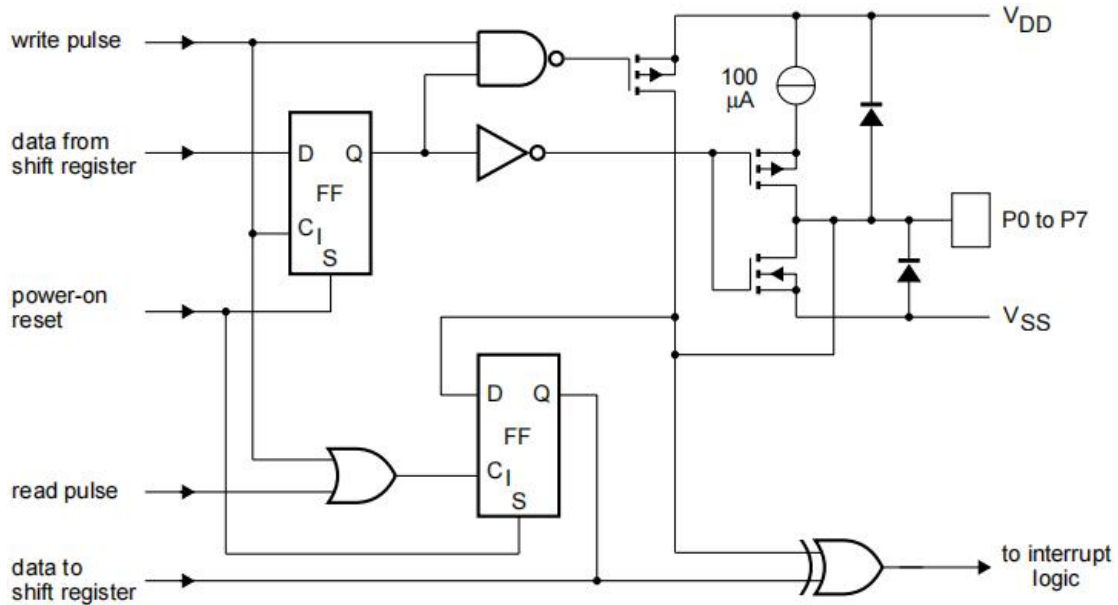 write pulse
V_DD
100
μA
data from
shift register
D Q
FF
C_I
S
P0 to P7
power-on
reset
V_SS
D Q
FF
C_I
S
read pulse
data to
shift register
to interrupt
logic